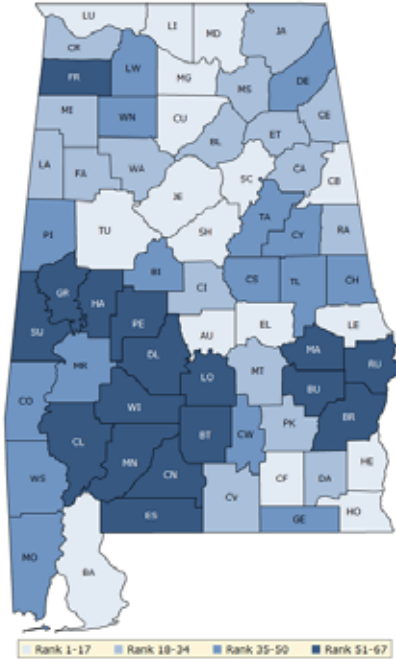 LU LI MD JA
CR
FR LW MG MS DE
MI WN CU CE
BL ET
LA FA WA CA
SC CB
JE
PI TU SH TA CY RA
BI CS TL CH
GR HA CI
SU PE AU EL LE
DL MA RU
MR LO MT BU
CO WI PK BR
CL BT CW
MN HE
WS CN CF DA
CV
ES GE HO
MO
BA
Rank 1-17 Rank 18-34 Rank 35-50 Rank 51-67